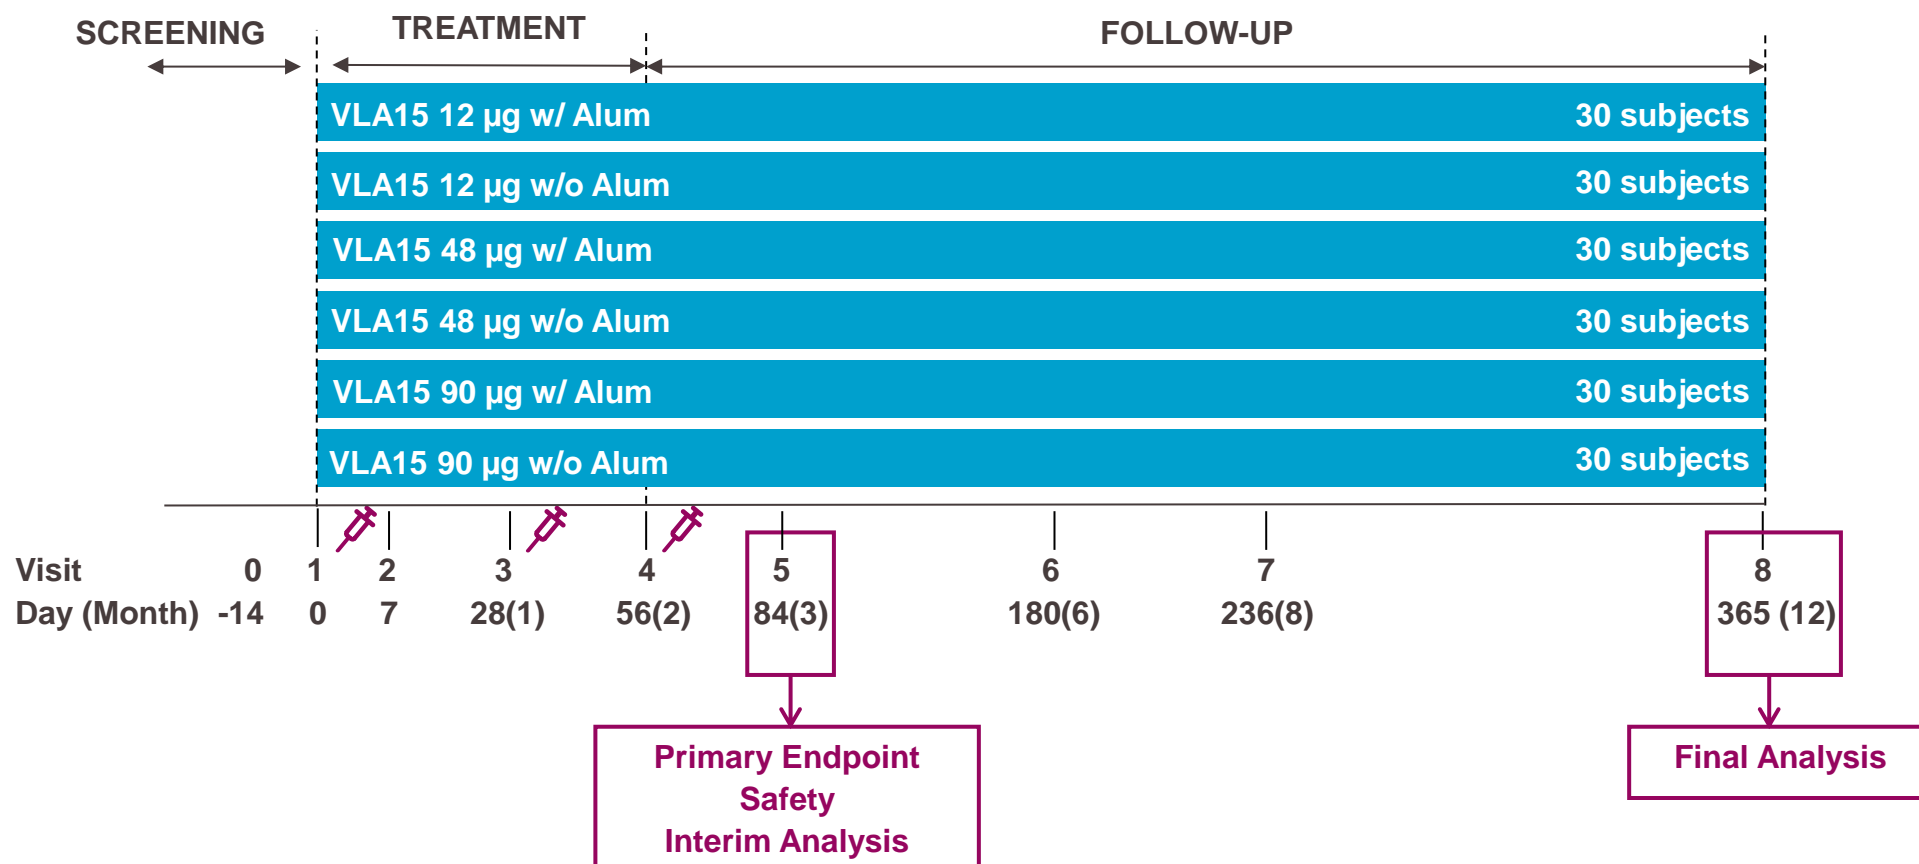 SCREENING TREATMENT FOLLOW-UP
VLA15 12 µg w/ Alum 30 subjects
VLA15 12 µg w/o Alum 30 subjects
VLA15 48 µg w/ Alum 30 subjects
VLA15 48 µg w/o Alum 30 subjects
VLA15 90 µg w/ Alum 30 subjects
VLA15 90 µg w/o Alum 30 subjects
Visit 0 1 2 3 4 5 6 7 8
Day (Month) -14 0 7 28(1) 56(2) 84(3) 180(6) 236(8) 365 (12)
Primary Endpoint
Safety
Interim Analysis
Final Analysis